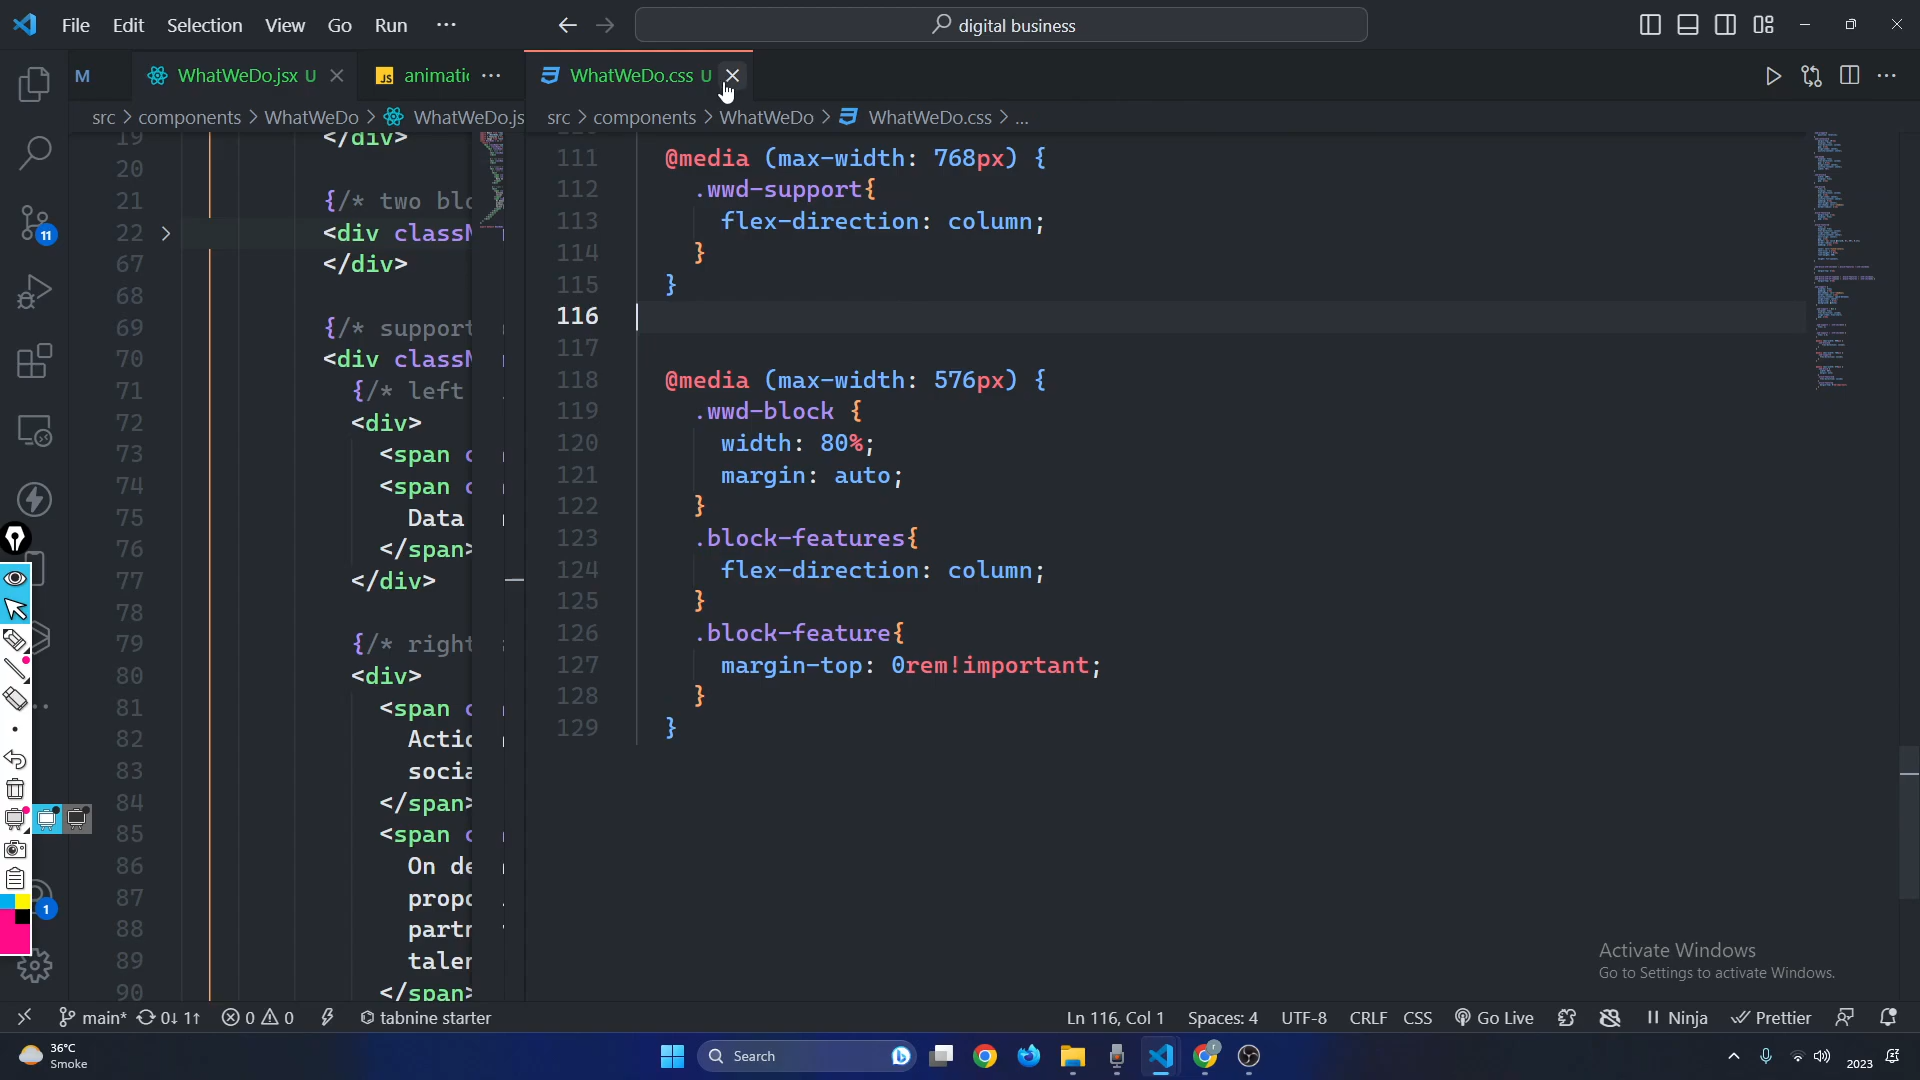 File Edit Selection View Go Run ···
digital business
M WhatWeDo.jsx U animatic ··· WhatWeDo.css U
src > components > WhatWeDo > WhatWeDo.js
src > components > WhatWeDo > WhatWeDo.css > ...
19 </div>
20
21 {/* two blo
22 <div classN
67 </div>
68
69 {/* support
70 <div classN
71 {/* left
72 <div>
73 <span c
74 <span c
75 Data
76 </span>
77 </div>
78
79 {/* right
80 <div>
81 <span c
82 Actio
83 socia
84 </span>
85 <span c
86 On de
87 propo
88 partr
89 taler
90 </span>
111 @media (max-width: 768px) {
112 .wwd-support{
113 flex-direction: column;
114 }
115 }
116
117
118 @media (max-width: 576px) {
119 .wwd-block {
120 width: 80%;
121 margin: auto;
122 }
123 .block-features{
124 flex-direction: column;
125 }
126 .block-feature{
127 margin-top: 0rem!important;
128 }
129 }
11
1
Activate Windows
Go to Settings to activate Windows.
main* 0↓ 1↑ 0 0 tabnine starter Ln 116, Col 1 Spaces: 4 UTF-8 CRLF CSS Go Live Ninja Prettier
36°C
Smoke
Search
2023